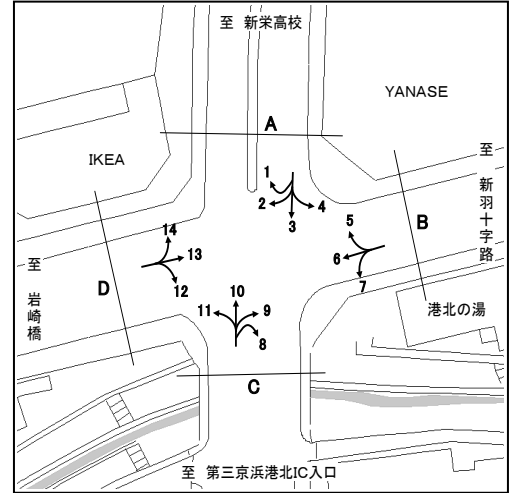 至 新栄高校
YANASE
A
IKEA
至 新羽十字路
1
2
3
4
5
6
7
B
14
13
12
D
至 岩崎橋
港北の湯
10
11
9
8
C
至 第三京浜港北IC入口